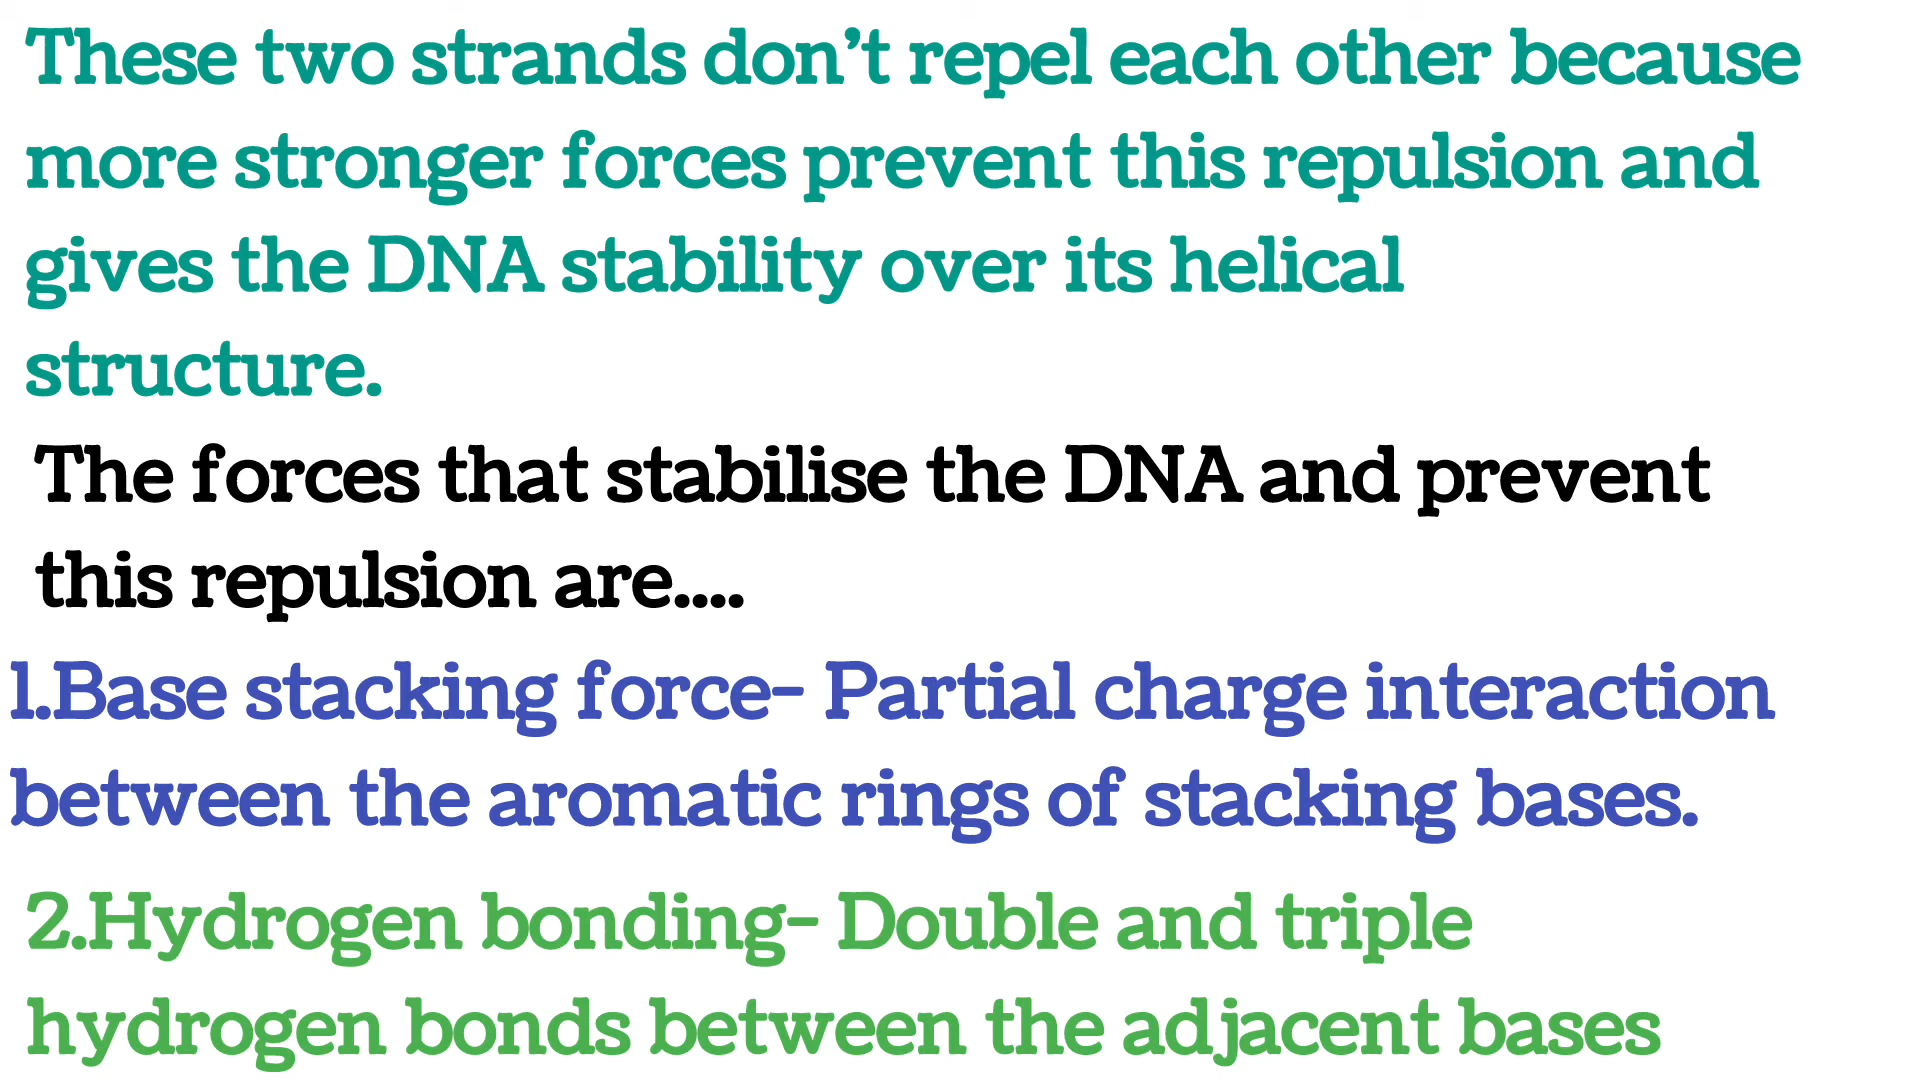 These two strands don’t repel each other because
more stronger forces prevent this repulsion and
gives the DNA stability over its helical
structure.
The forces that stabilise the DNA and prevent
this repulsion are....
1.Base stacking force- Partial charge interaction
between the aromatic rings of stacking bases.
2.Hydrogen bonding- Double and triple
hydrogen bonds between the adjacent bases